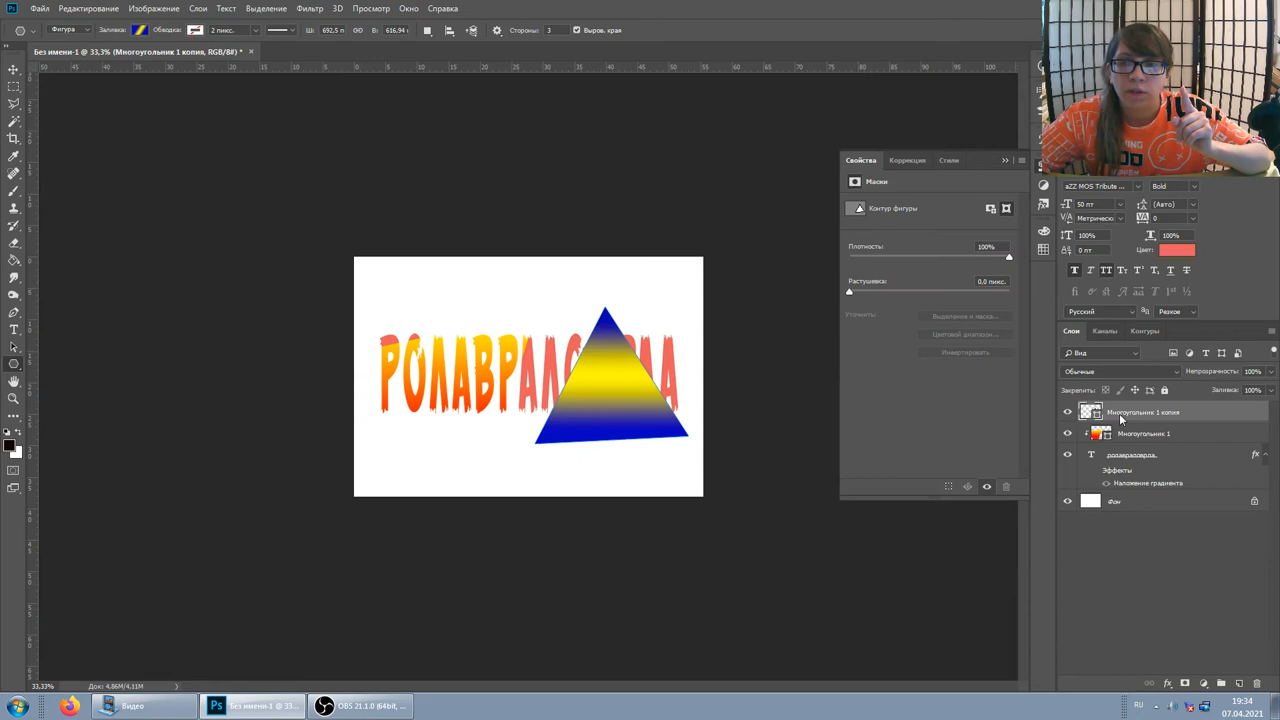 Файл Редактирование Изображение Слои Текст Выделение Фильтр 3D Просмотр Окно Справка
Фигура Заливка: Обводка: 2 пикс. Ш: 692,5 п В: 616,94 Стороны: 3 Выров. края
Без имени-1 @ 33,3% (Многоугольник 1 копия, RGB/8#) *
Свойства Коррекция Стили
Маски
Контур фигуры
Плотность: 100%
Растушевка: 0,0 пикс.
Уточнить: Выделение и маска...
Цветовой диапазон...
Инвертировать
aZZ MOS Tribute ... Bold
50 пт (Авто)
Метрически 0
100% 100%
0 пт Цвет:
Русский Резкое
Слои Каналы Контуры
Вид
Обычные Непрозрачность: 100%
Закрепить: Заливка: 100%
Многоугольник 1 копия
Многоугольник 1
Эффекты
Наложение градиента
Фон
РОЛАВР
33,33% Док: 4,86M/4,11M
Видео Без имени-1 @ 33.... OBS 21.1.0 (64bit, ...
RU 19:34
07.04.2021